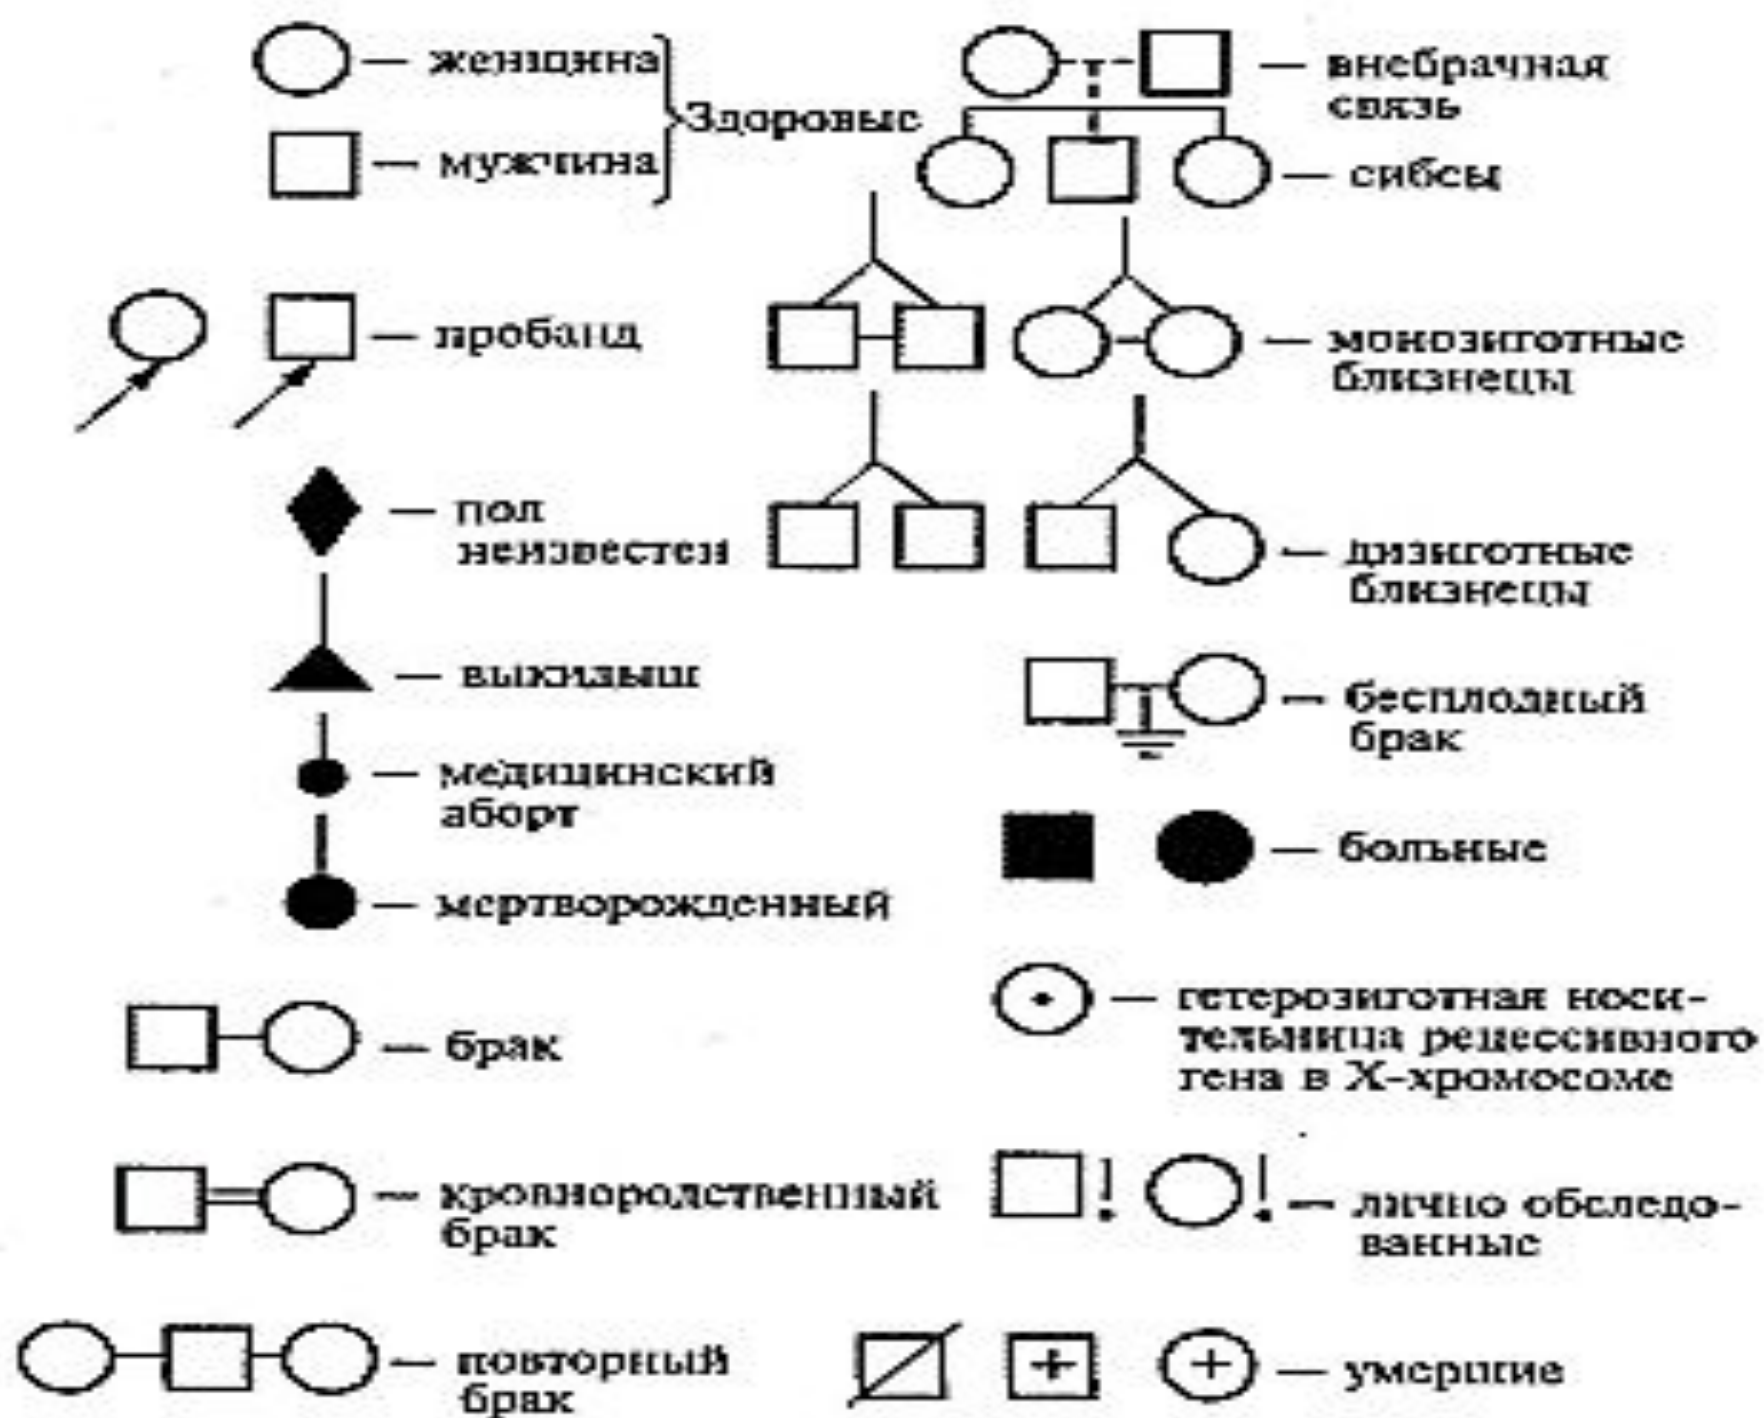 женщина
мужчина
Здоровые
пробанд
пол
неизвестен
выкидыш
медицинский
аборт
мертворожденный
брак
кровнородственный
брак
повторный
брак
внебрачная
связь
сибсы
монозиготные
близнецы
дизиготные
близнецы
бесплодный
брак
больные
гетерозиготная носи-
тельница рецессивного
гена в Х-хромосоме
лично обследо-
ванные
умершие